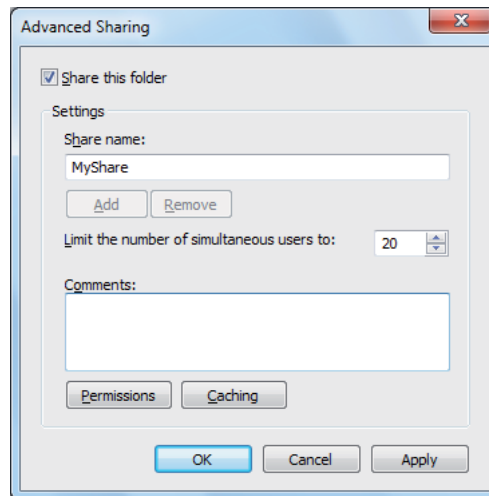 Advanced Sharing
Share this folder
Settings
Share name:
MyShare
Add Remove
Limit the number of simultaneous users to: 20
Comments:
Permissions Caching
OK Cancel Apply